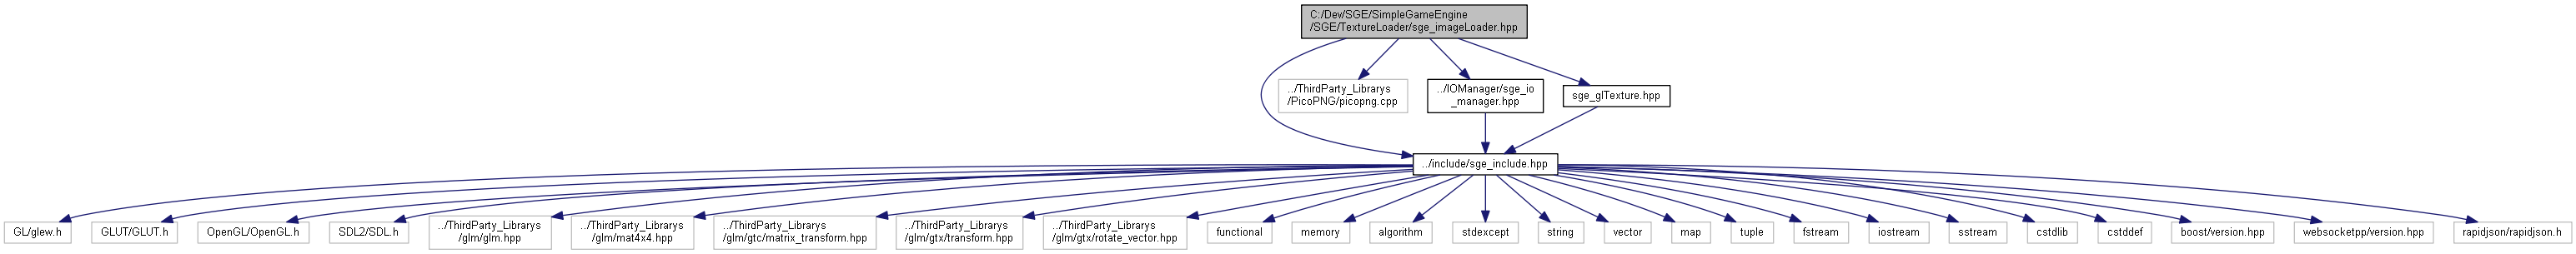 C:/Dev/SGE/SimpleGameEngine
/SGE/TextureLoader/sge_imageLoader.hpp
../ThirdParty_Librarys
/PicoPNG/picopng.cpp
../IOManager/sge_io
_manager.hpp
sge_glTexture.hpp
../include/sge_include.hpp
GL/glew.h
GLUT/GLUT.h
OpenGL/OpenGL.h
SDL2/SDL.h
../ThirdParty_Librarys
/glm/glm.hpp
../ThirdParty_Librarys
/glm/mat4x4.hpp
../ThirdParty_Librarys
/glm/gtc/matrix_transform.hpp
../ThirdParty_Librarys
/glm/gtx/transform.hpp
../ThirdParty_Librarys
/glm/gtx/rotate_vector.hpp
functional
memory
algorithm
stdexcept
string
vector
map
tuple
fstream
iostream
sstream
cstdlib
cstddef
boost/version.hpp
websocketpp/version.hpp
rapidjson/rapidjson.h